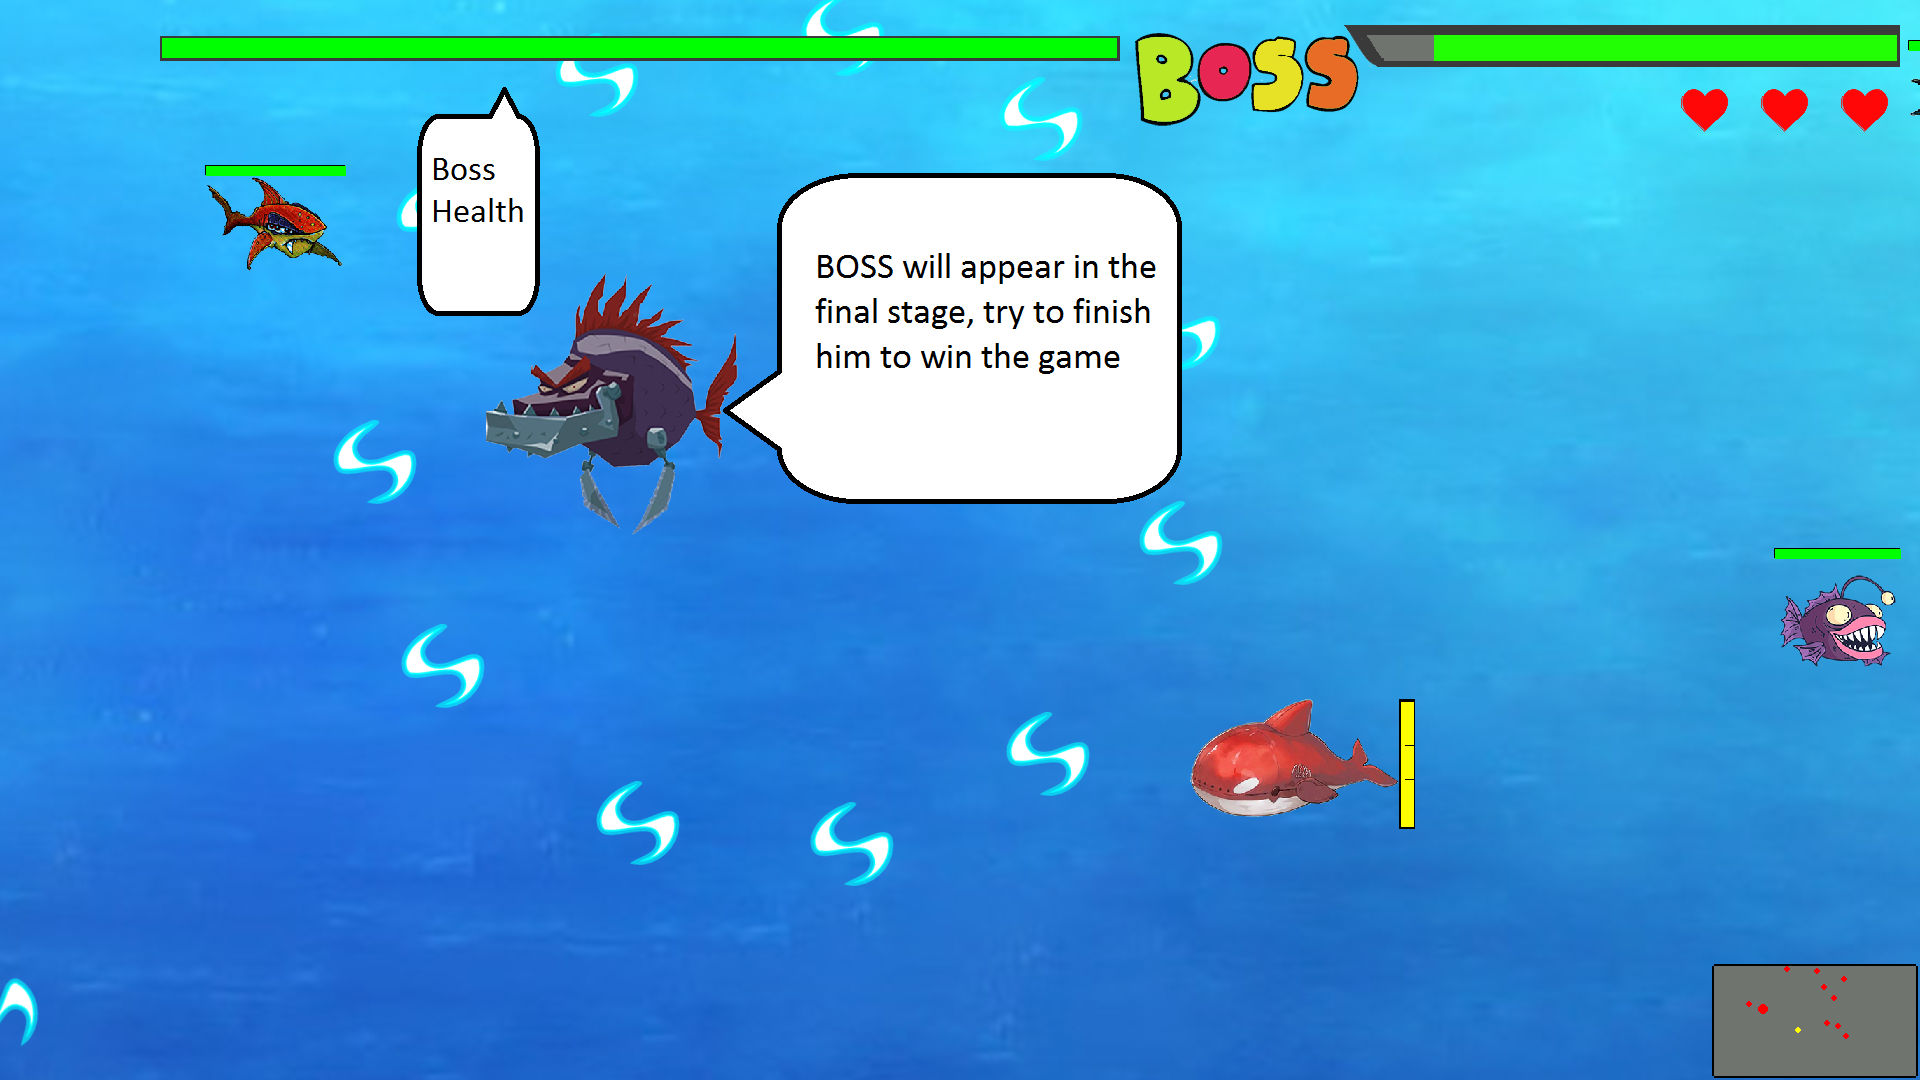 BOSS
Boss
Health
BOSS will appear in the
final stage, try to finish
him to win the game